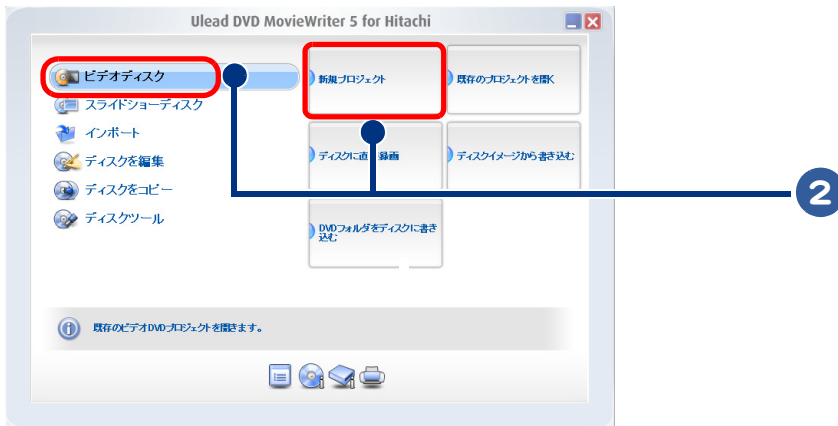 Ulead DVD MovieWriter 5 for Hitachi
ビデオディスク
スライドショーディスク
インポート
ディスクを編集
ディスクをコピー
ディスクツール
新規プロジェクト
既存のプロジェクトを開く
ディスクに直 録画
ディスクイメージから書き込む
DVDフォルダをディスクに書き
込む
2
既存のビデオDVDプロジェクトを開きます。